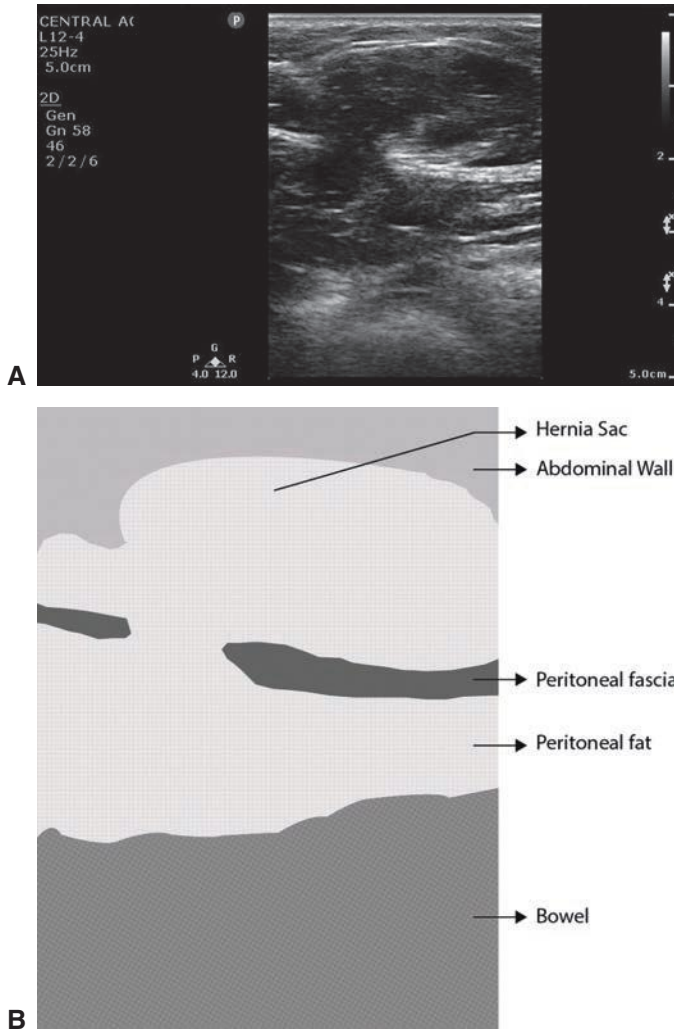 CENTRAL A
P
L12-4
25Hz
5.0cm
2D
Gen
Gn 58
46
2/2/6
2
4
G
P R
4.0 12.0
5.0cm
A
Hernia Sac
Abdominal Wall
Peritoneal fascia
Peritoneal fat
Bowel
B